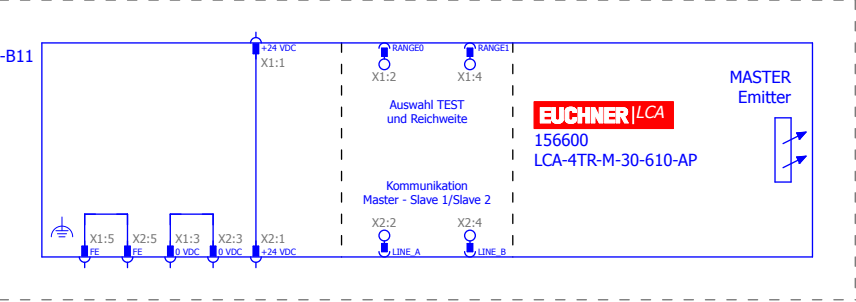 -B11
+24 VDC
X1:1
RANGE0
X1:2
RANGE1
X1:4
Auswahl TEST
und Reichweite
EUCHNER|LCA
156600
LCA-4TR-M-30-610-AP
MASTER
Emitter
Kommunikation
Master - Slave 1/Slave 2
X2:2
X2:4
LINE_A
LINE_B
X1:5
X2:5
X1:3
X2:3
X2:1
FE
FE
0 VDC
0 VDC
+24 VDC